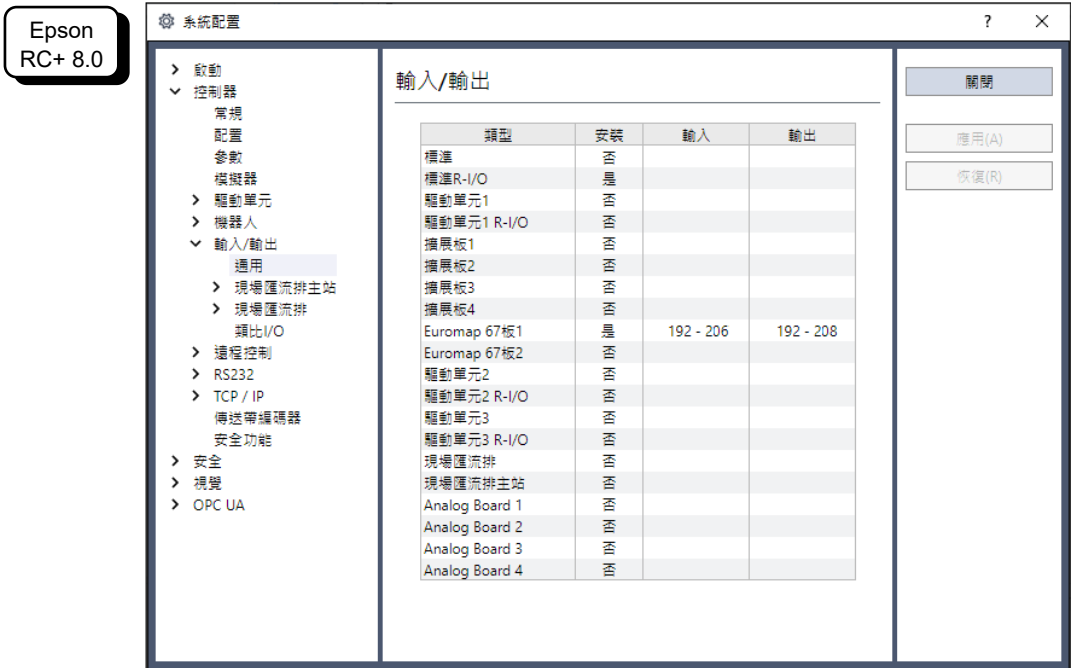 Epson
RC+ 8.0
系統配置
?
啟動
控制器
常規
配置
參數
模擬器
驅動單元
機器人
輸入/輸出
通用
現場匯流排主站
現場匯流排
類比I/O
遠程控制
RS232
TCP / IP
傳送帶編碼器
安全功能
安全
視覺
OPC UA
輸入/輸出
類型 安裝 輸入 輸出
標準 否
標準R-I/O 是
驅動單元1 否
驅動單元1 R-I/O 否
擴展板1 否
擴展板2 否
擴展板3 否
擴展板4 否
Euromap 67板1 是 192 - 206 192 - 208
Euromap 67板2 否
驅動單元2 否
驅動單元2 R-I/O 否
驅動單元3 否
驅動單元3 R-I/O 否
現場匯流排 否
現場匯流排主站 否
Analog Board 1 否
Analog Board 2 否
Analog Board 3 否
Analog Board 4 否
關閉
應用(A)
恢復(R)